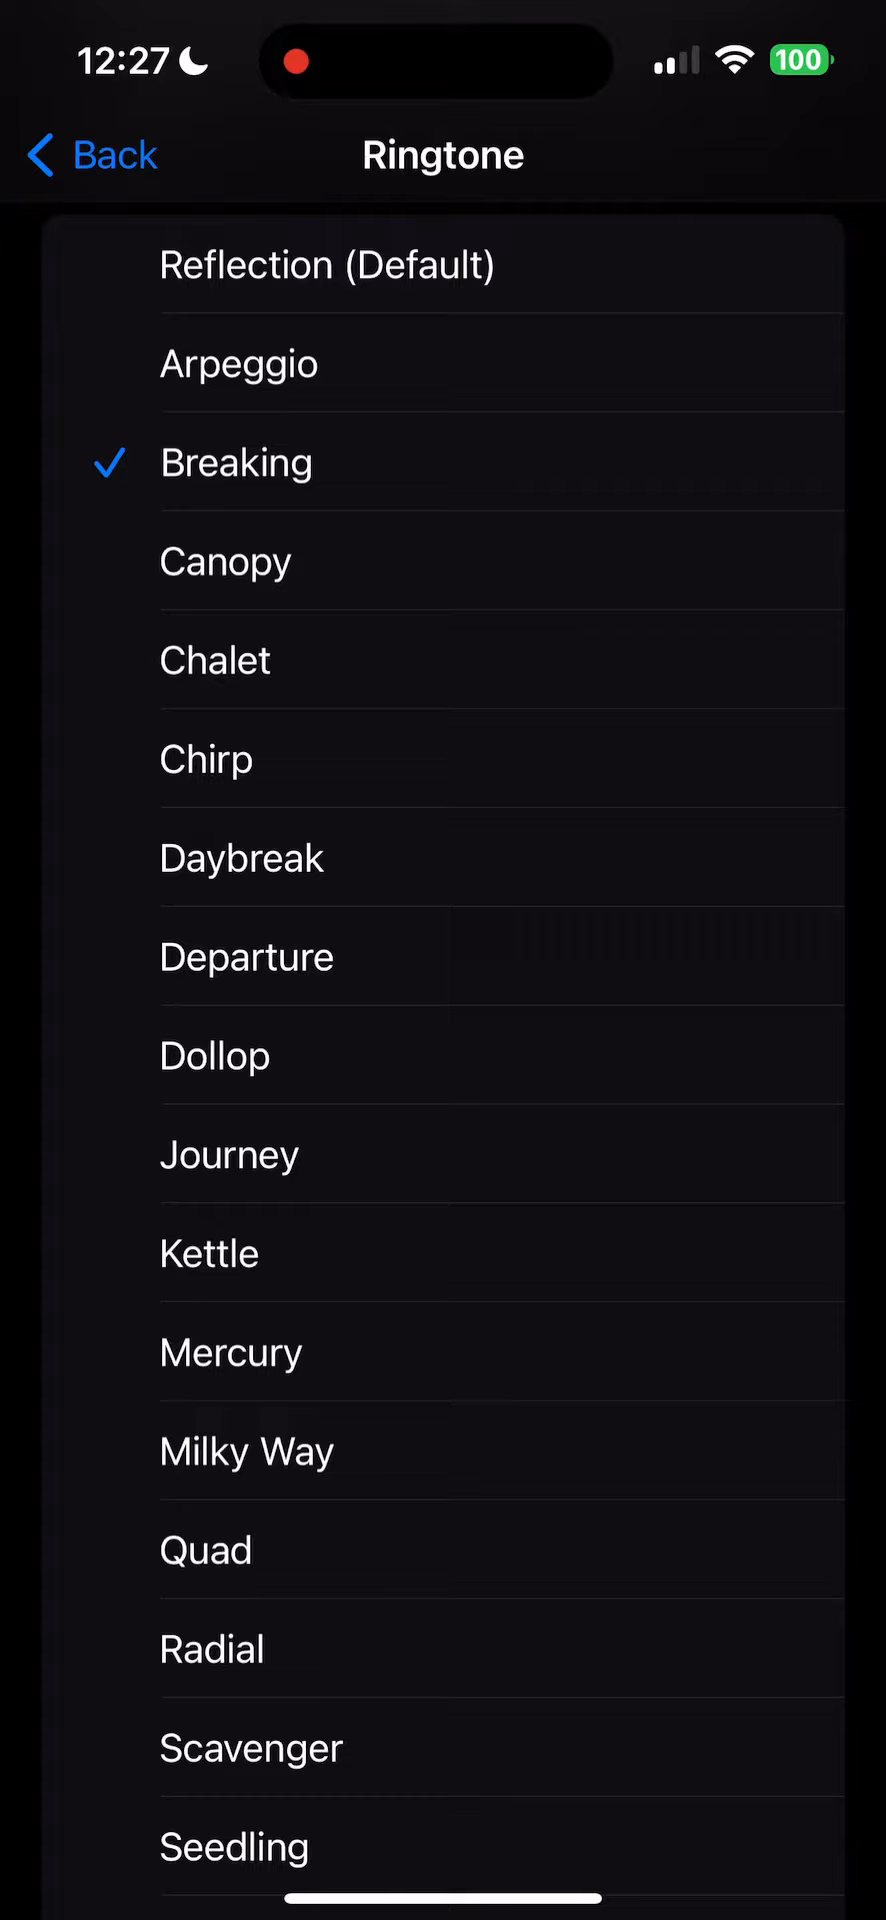 12:27
100
Back
Ringtone
Reflection (Default)
Arpeggio
Breaking
Canopy
Chalet
Chirp
Daybreak
Departure
Dollop
Journey
Kettle
Mercury
Milky Way
Quad
Radial
Scavenger
Seedling